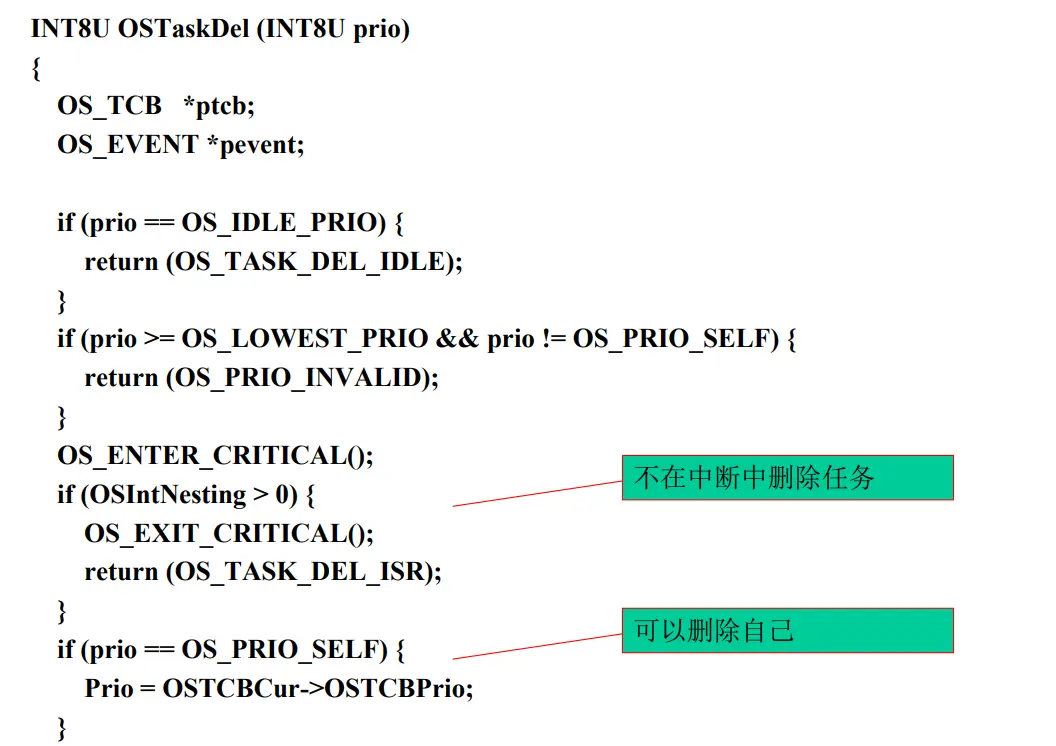 INT8U OSTaskDel (INT8U prio)
{
OS_TCB *ptcb;
OS_EVENT *pevent;
if (prio == OS_IDLE_PRIO) {
return (OS_TASK_DEL_IDLE);
}
if (prio >= OS_LOWEST_PRIO && prio != OS_PRIO_SELF) {
return (OS_PRIO_INVALID);
}
OS_ENTER_CRITICAL();
if (OSIntNesting > 0) {
不在中断中删除任务
OS_EXIT_CRITICAL();
return (OS_TASK_DEL_ISR);
}
if (prio == OS_PRIO_SELF) {
可以删除自己
Prio = OSTCBCur->OSTCBPrio;
}